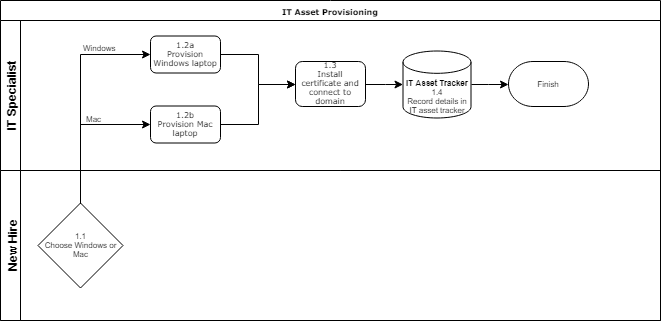 IT Asset Provisioning
IT Specialist
Windows
1.2a
Provision
Windows laptop
Mac
1.2b
Provision Mac
laptop
1.3
Install
certificate and
connect to
domain
IT Asset Tracker
1.4
Record details in
IT asset tracker
Finish
New Hire
1.1
Choose Windows or
Mac